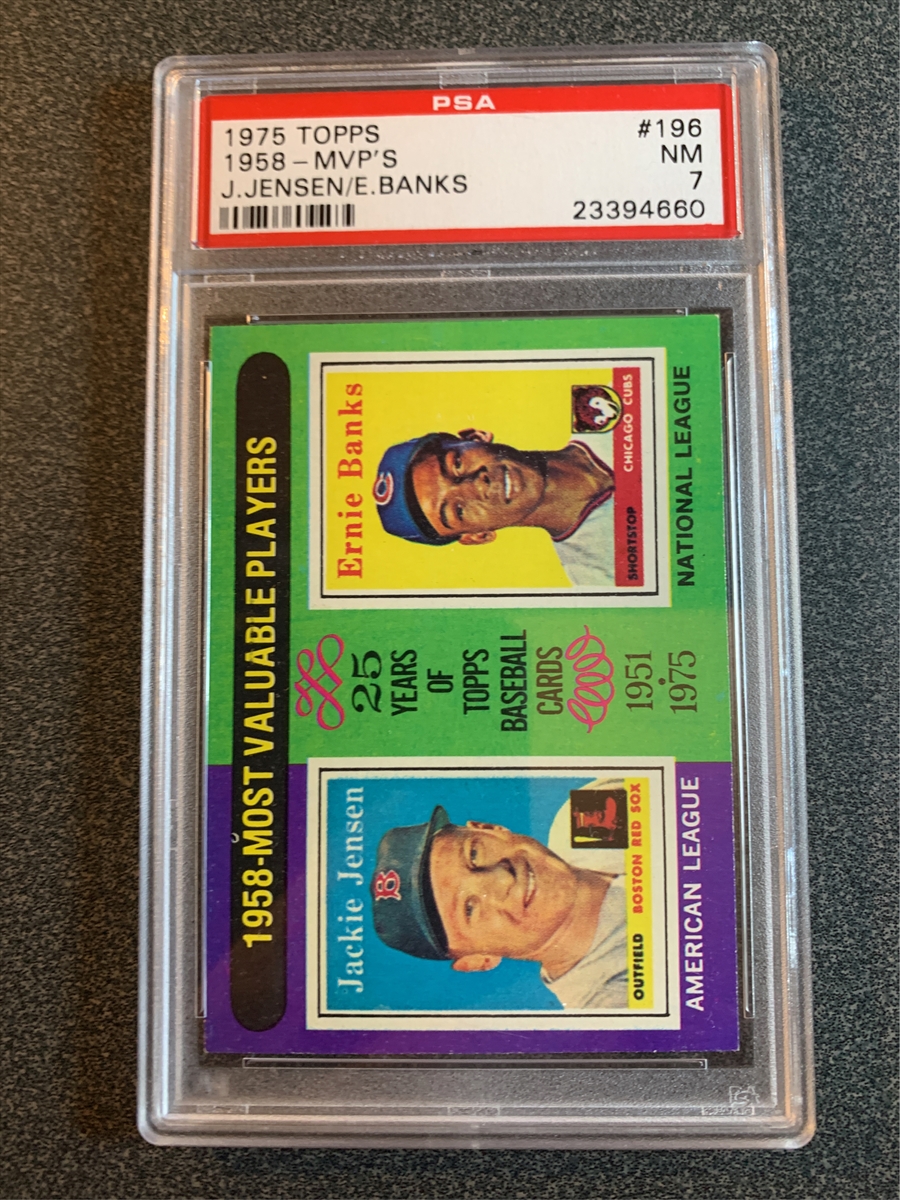 PSA
1975 TOPPS #196
1958 – MVP'S NM
J.JENSEN/E.BANKS 7
23394660
1958-MOST VALUABLE PLAYERS
Jackie Jensen
B
OUTFIELD BOSTON RED SOX
AMERICAN LEAGUE
25
YEARS
OF
TOPPS
BASEBALL
CARDS
1951
•
1975
Ernie Banks
C
SHORTSTOP CHICAGO CUBS
NATIONAL LEAGUE